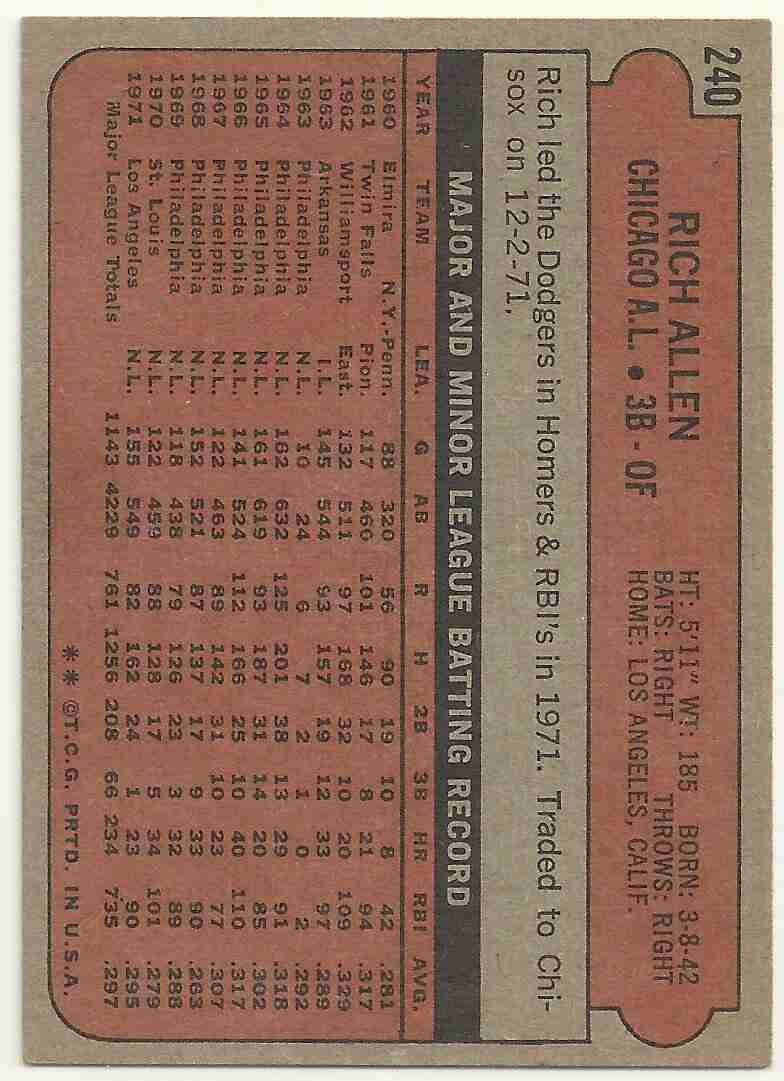 240
RICH ALLEN
CHICAGO A.L. • 3B - OF
HT: 5'11" WT: 185 BORN: 3-8-42
BATS: RIGHT THROWS: RIGHT
HOME: LOS ANGELES, CALIF.
Rich led the Dodgers in Homers & RBI's in 1971. Traded to Chi-
sox on 12-2-71.
MAJOR AND MINOR LEAGUE BATTING RECORD
YEAR TEAM LEA. G AB R H 2B 3B HR RBI AVG.
1960 Elmira N.Y.-Penn. 88 320 56 90 19 10 8 42 .281
1961 Twin Falls Pion. 117 460 101 146 17 8 21 94 .317
1962 Williamsport East. 132 511 97 168 32 10 20 109 .329
1963 Arkansas I.L. 145 544 93 157 19 12 33 97 .289
1963 Philadelphia N.L. 10 24 6 7 2 1 0 2 .292
1964 Philadelphia N.L. 162 632 125 201 38 13 29 91 .318
1965 Philadelphia N.L. 161 619 93 187 31 14 20 85 .302
1966 Philadelphia N.L. 141 524 112 166 25 10 40 110 .317
1967 Philadelphia N.L. 122 463 89 142 31 10 23 77 .307
1968 Philadelphia N.L. 152 521 87 137 17 9 33 90 .263
1969 Philadelphia N.L. 118 438 79 126 23 3 32 89 .288
1970 St. Louis N.L. 122 459 88 128 17 5 34 101 .279
1971 Los Angeles N.L. 155 549 82 162 24 1 23 90 .295
Major League Totals 1143 4229 761 1256 208 66 234 735 .297
** ©T.C.G. PRTD. IN U.S.A.